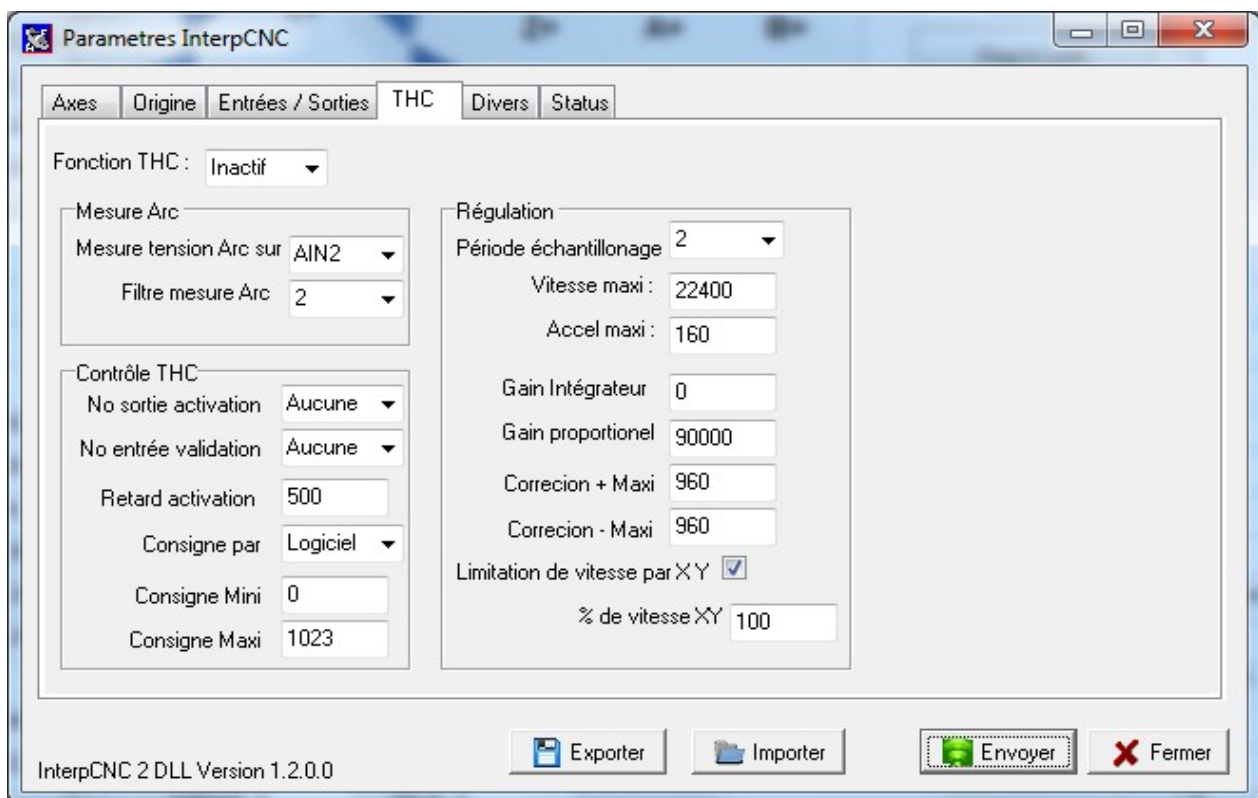 Parametres InterpCNC
Axes Origine Entrées / Sorties THC Divers Status
Fonction THC : Inactif
Mesure Arc
Mesure tension Arc sur AIN2
Filtre mesure Arc 2
Contrôle THC
No sortie activation Aucune
No entrée validation Aucune
Retard activation 500
Consigne par Logiciel
Consigne Mini 0
Consigne Maxi 1023
Régulation
Période échantillonage 2
Vitesse maxi : 22400
Accel maxi : 160
Gain Intégrateur 0
Gain proportionel 90000
Correcion + Maxi 960
Correcion - Maxi 960
Limitation de vitesse par X Y
% de vitesse XY 100
InterpCNC 2 DLL Version 1.2.0.0
Exporter Importer Envoyer Fermer